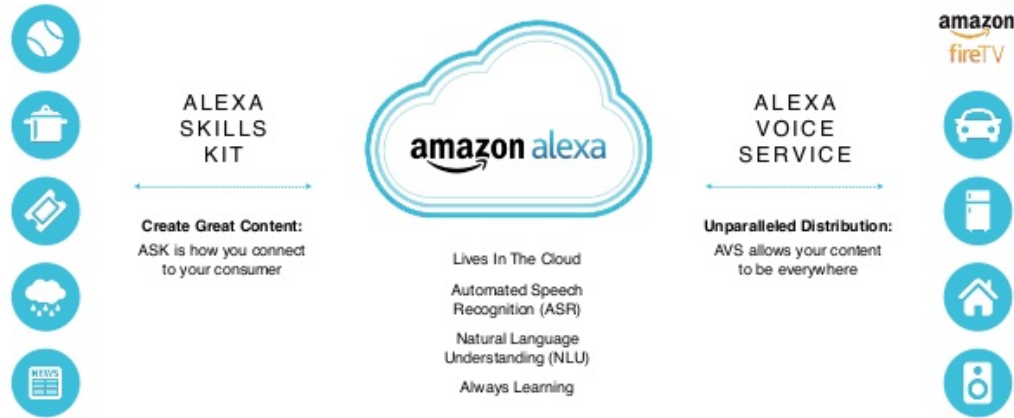 ALEXA
SKILLS
KIT
Create Great Content:
ASK is how you connect
to your consumer
NEWS
amazon alexa
Lives In The Cloud
Automated Speech
Recognition (ASR)
Natural Language
Understanding (NLU)
Always Learning
ALEXA
VOICE
SERVICE
Unparalleled Distribution:
AVS allows your content
to be everywhere
amazon
fireTV